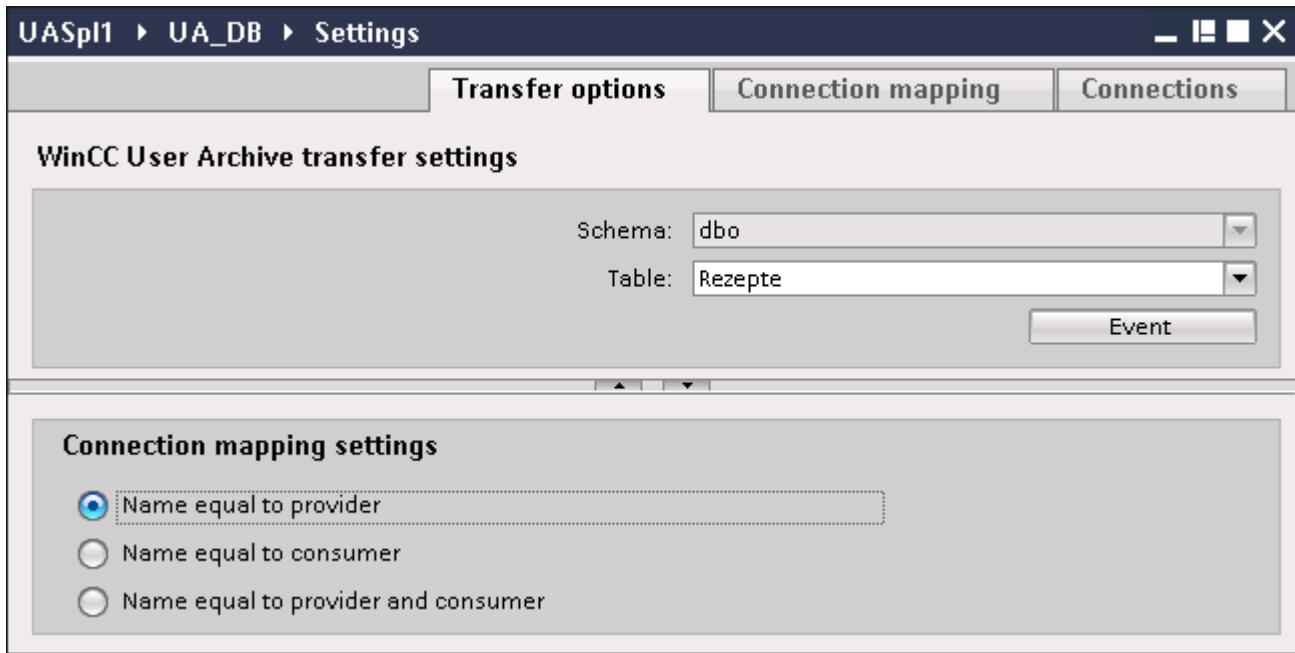 UASpl1 ▸ UA_DB ▸ Settings
Transfer options Connection mapping Connections
WinCC User Archive transfer settings
Schema: dbo
Table: Rezepte
Event
Connection mapping settings
Name equal to provider
Name equal to consumer
Name equal to provider and consumer